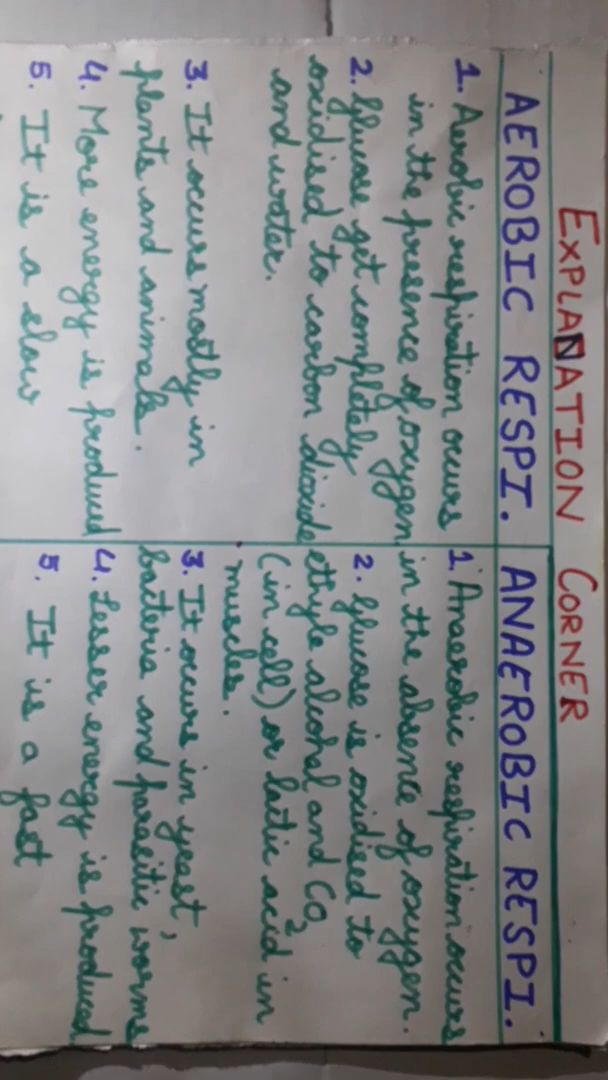 EXPLANATION CORNER
AEROBIC RESPI.
1. Aerobic respiration occurs
in the presence of oxygen
2. Glucose get completely
oxidised to carbon dioxide
and water.
3. It occurs mostly in
plants and animals.
4. More energy is produced
5. It is a slow
ANAEROBIC RESPI.
1. Anaerobic respiration occurs
in the absence of oxygen.
2. Glucose is oxidised to
ethyle alcohal and CO2
(in cell) or latic acid in
muscles.
3. It occurs in yeast,
bacteria and parasitic worms
4. Lesser energy is produced
5. It is a fast